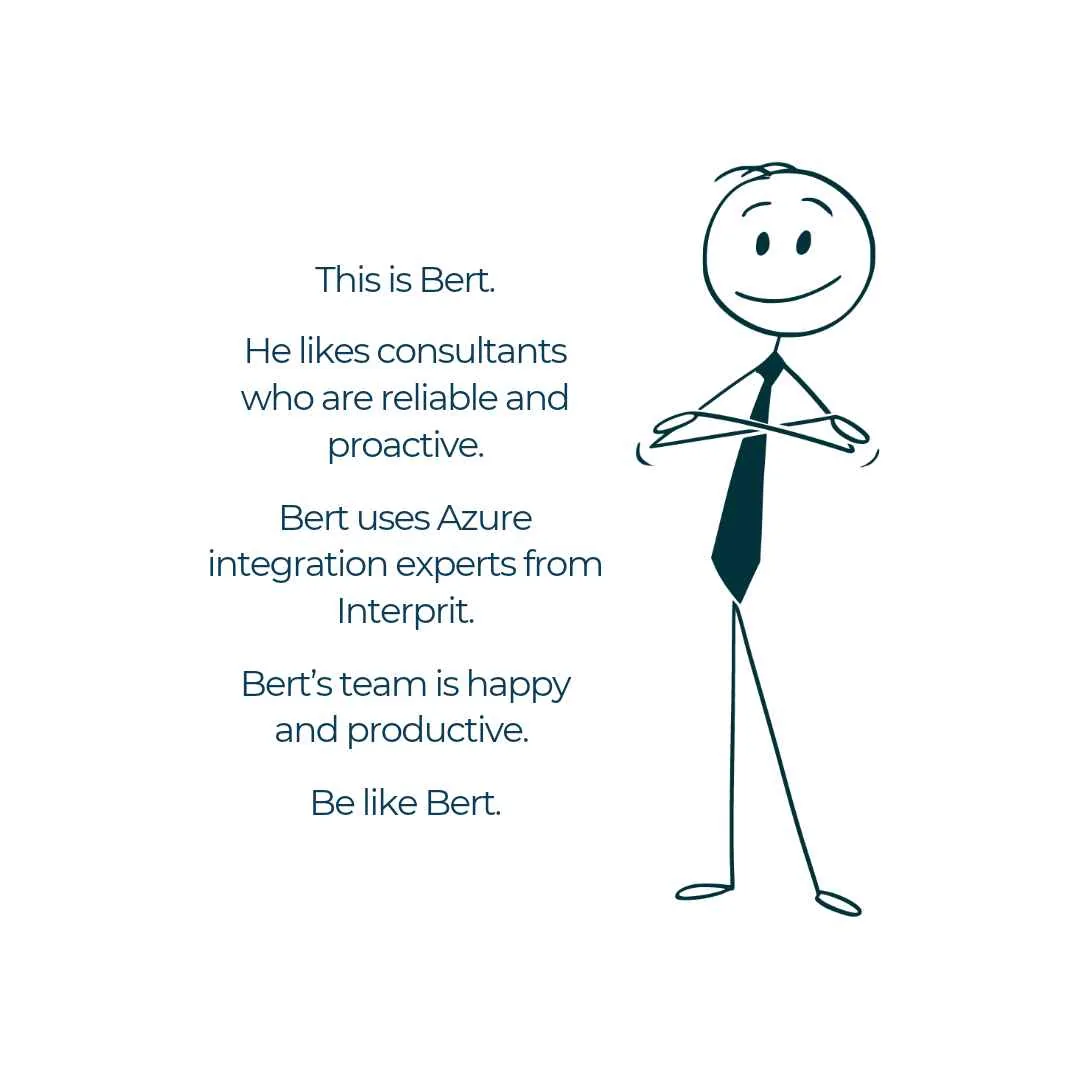 This is Bert.
He likes consultants
who are reliable and
proactive.
Bert uses Azure
integration experts from
Interprit.
Bert’s team is happy
and productive.
Be like Bert.